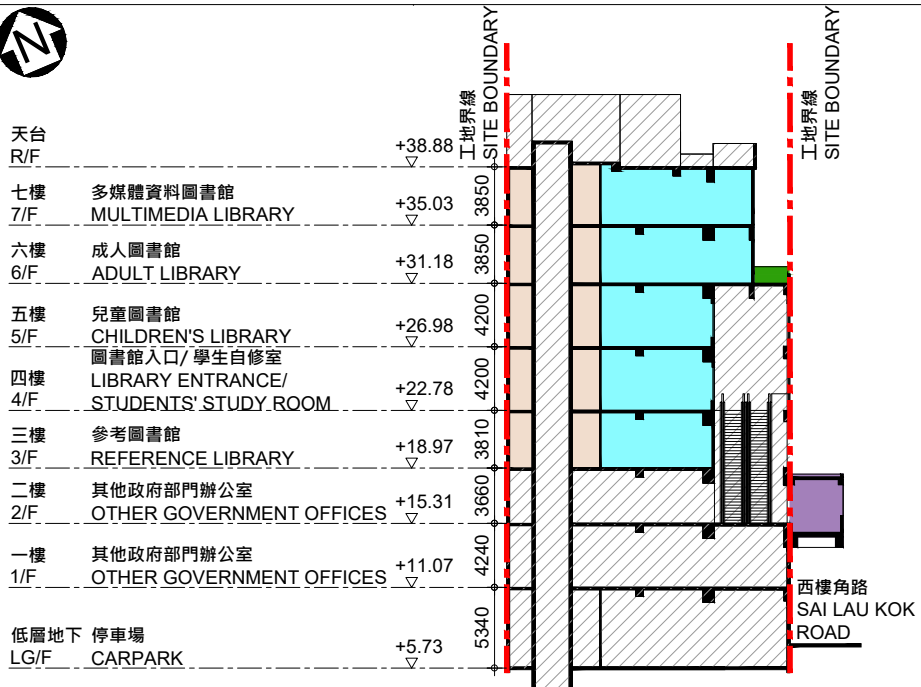 N
工地界線
SITE BOUNDARY
工地界線
SITE BOUNDARY
天台
R/F
+38.88
3850
七樓 多媒體資料圖書館
7/F MULTIMEDIA LIBRARY
+35.03
3850
六樓 成人圖書館
6/F ADULT LIBRARY
+31.18
4200
五樓 兒童圖書館
5/F CHILDREN'S LIBRARY
+26.98
4200
圖書館入口/ 學生自修室
四樓 LIBRARY ENTRANCE/
4/F STUDENTS' STUDY ROOM
+22.78
3810
三樓 參考圖書館
3/F REFERENCE LIBRARY
+18.97
3660
二樓 其他政府部門辦公室
2/F OTHER GOVERNMENT OFFICES
+15.31
4240
一樓 其他政府部門辦公室
1/F OTHER GOVERNMENT OFFICES
+11.07
5340
低層地下 停車場
LG/F CARPARK
+5.73
西樓角路
SAI LAU KOK
ROAD